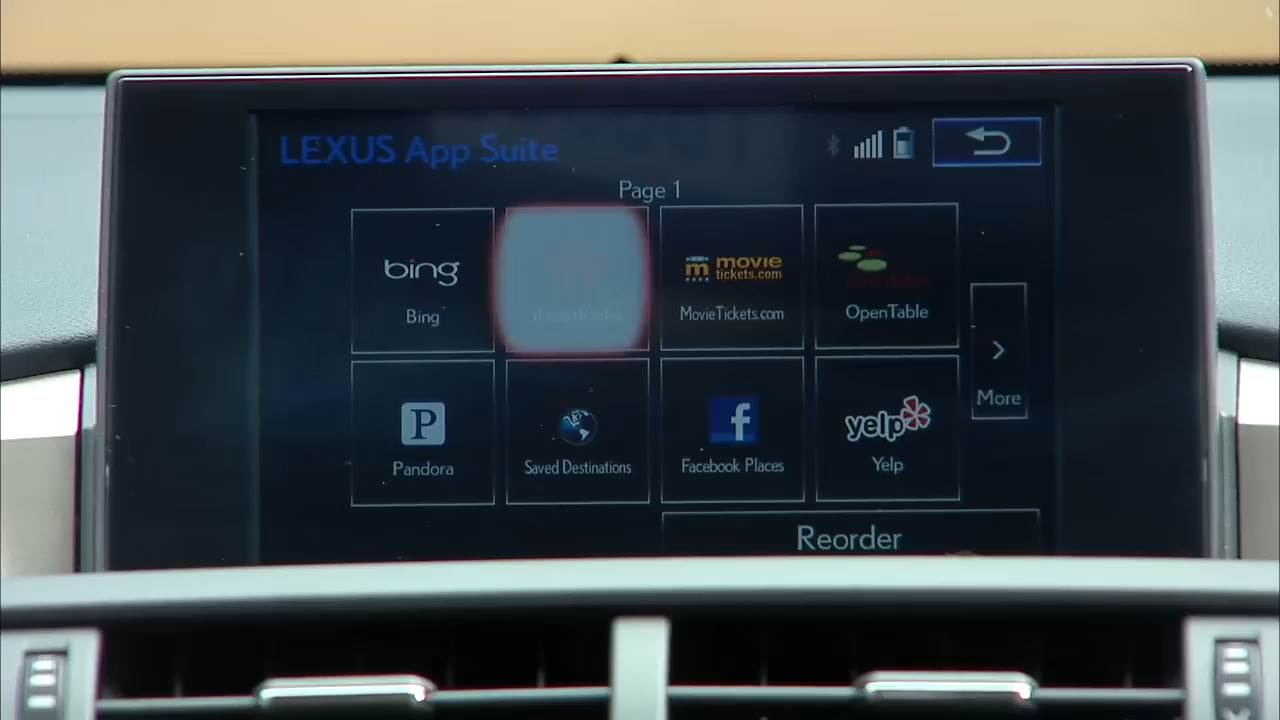 LEXUS App Suite
Page 1
bing
Bing
iHeartRadio
m movie
tickets.com
MovieTickets.com
OpenTable
P
Pandora
Saved Destinations
f
Facebook Places
yelp
Yelp
More
Reorder